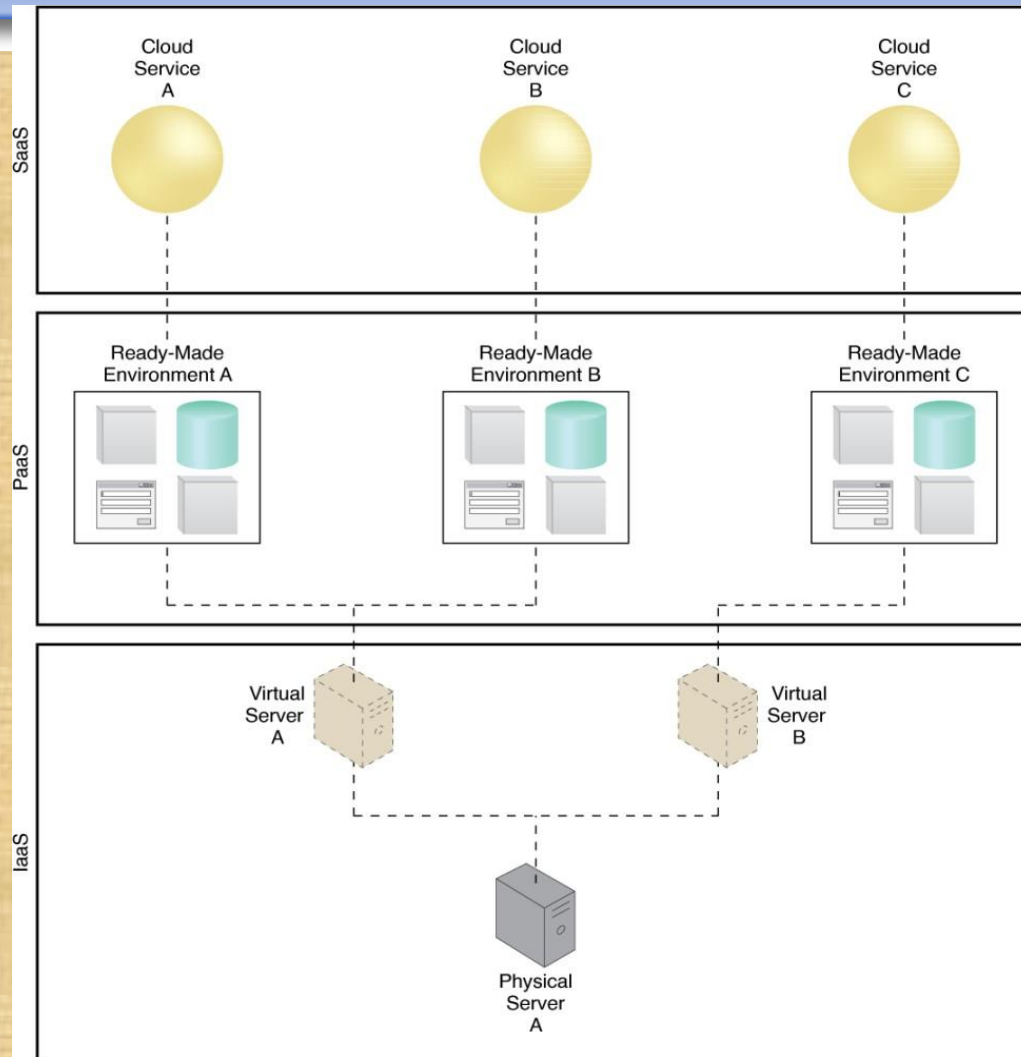 Cloud
Service
A
Cloud
Service
B
Cloud
Service
C
SaaS
Ready-Made
Environment A
Ready-Made
Environment B
Ready-Made
Environment C
PaaS
Virtual
Server
A
Virtual
Server
B
IaaS
Physical
Server
A